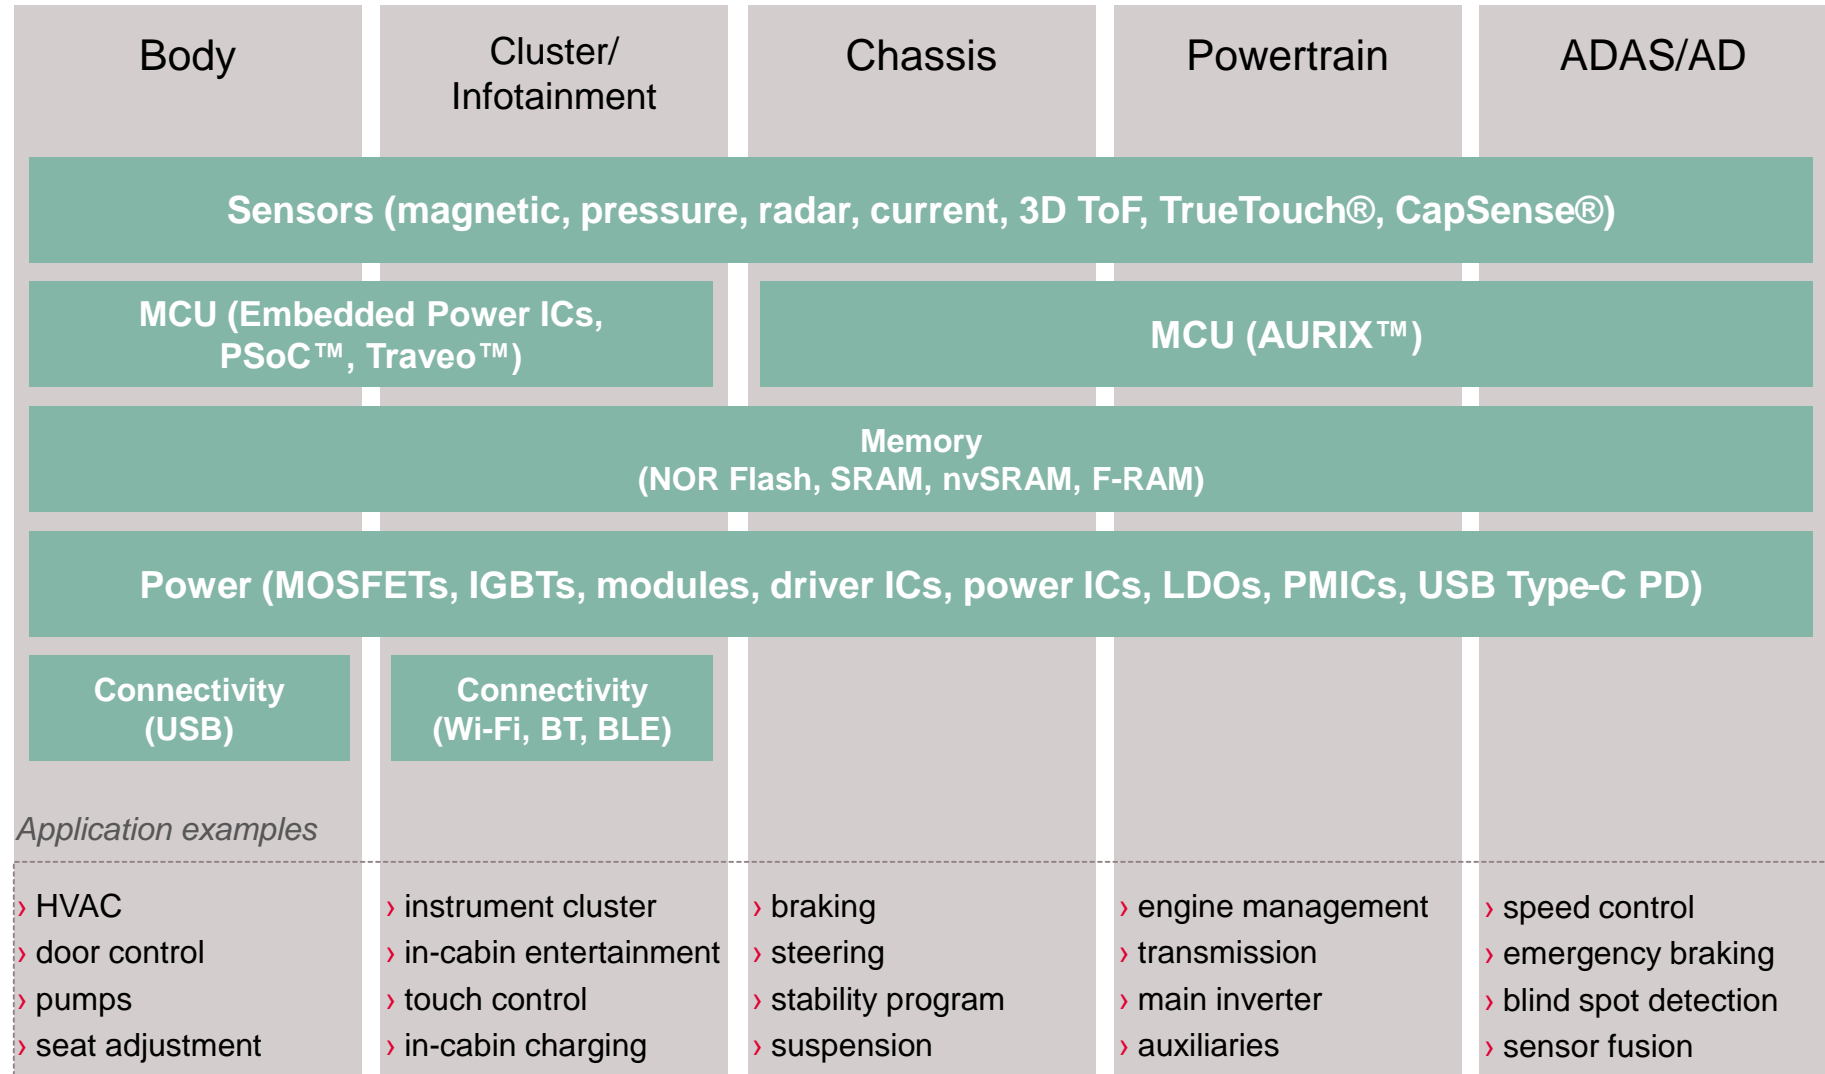 Body
Cluster/
Infotainment
Chassis
Powertrain
ADAS/AD
Sensors (magnetic, pressure, radar, current, 3D ToF, TrueTouch®, CapSense®)
MCU (Embedded Power ICs,
PSoC™, Traveo™)
MCU (AURIX™)
Memory
(NOR Flash, SRAM, nvSRAM, F-RAM)
Power (MOSFETs, IGBTs, modules, driver ICs, power ICs, LDOs, PMICs, USB Type-C PD)
Connectivity
(USB)
Connectivity
(Wi-Fi, BT, BLE)
Application examples
› HVAC
› door control
› pumps
› seat adjustment
› instrument cluster
› in-cabin entertainment
› touch control
› in-cabin charging
› braking
› steering
› stability program
› suspension
› engine management
› transmission
› main inverter
› auxiliaries
› speed control
› emergency braking
› blind spot detection
› sensor fusion